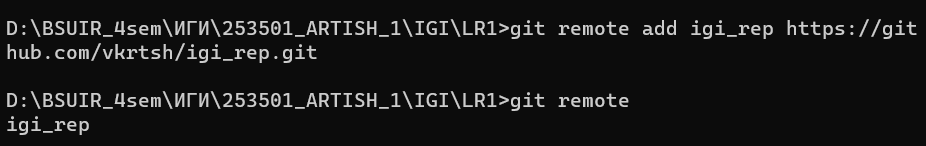 D:\BSUIR_4sem\ИГИ\253501_ARTISH_1\IGI\LR1>git remote add igi_rep https://git
hub.com/vkrtsh/igi_rep.git
D:\BSUIR_4sem\ИГИ\253501_ARTISH_1\IGI\LR1>git remote
igi_rep